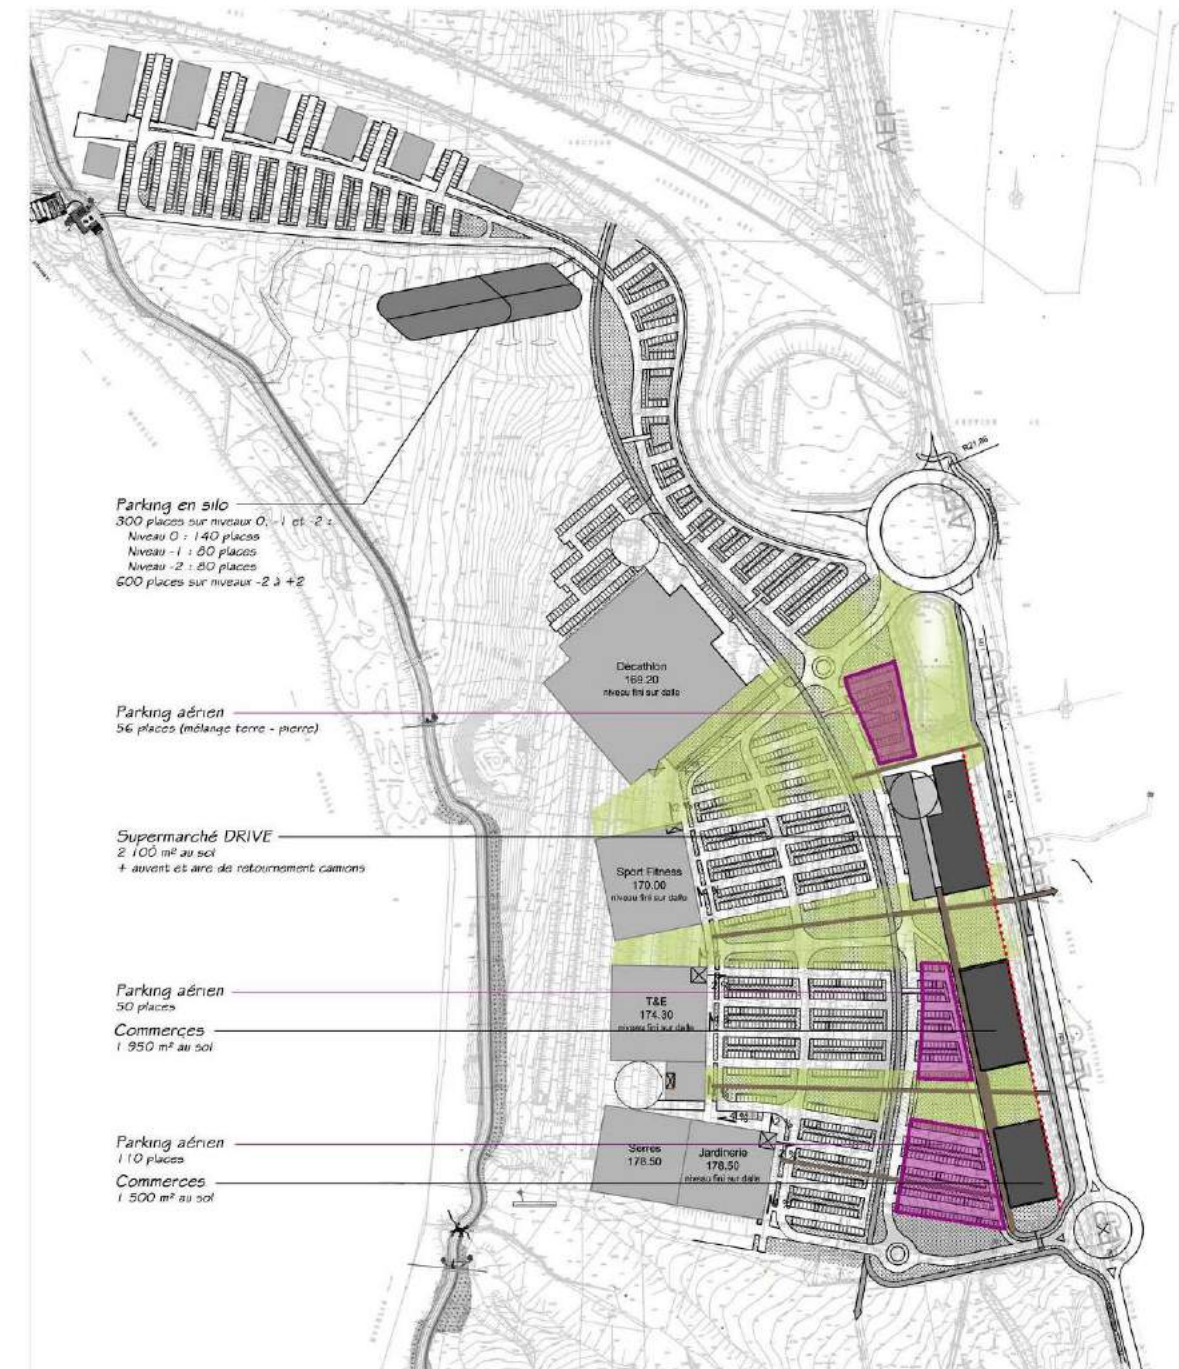 AEP
AEP
R21.86
AEP
Parking en silo
300 places sur niveaux 0, -1 et -2 :
Niveau 0 : 140 places
Niveau -1 : 80 places
Niveau -2 : 80 places
600 places sur niveaux -2 à +2
Décathlon
169.20
niveau fini sur dalle
Parking aérien
56 places (mélange terre - pierre)
Supermarché DRIVE
2 100 m² au sol
+ auvent et aire de retournement camions
Sport Fitness
170.00
niveau fini sur dalle
Parking aérien
50 places
T&E
174.30
niveau fini sur dalle
Commerces
1 950 m² au sol
Parking aérien
110 places
Serres
178.50
Jardinerie
178.50
niveau fini sur dalle
Commerces
1 500 m² au sol